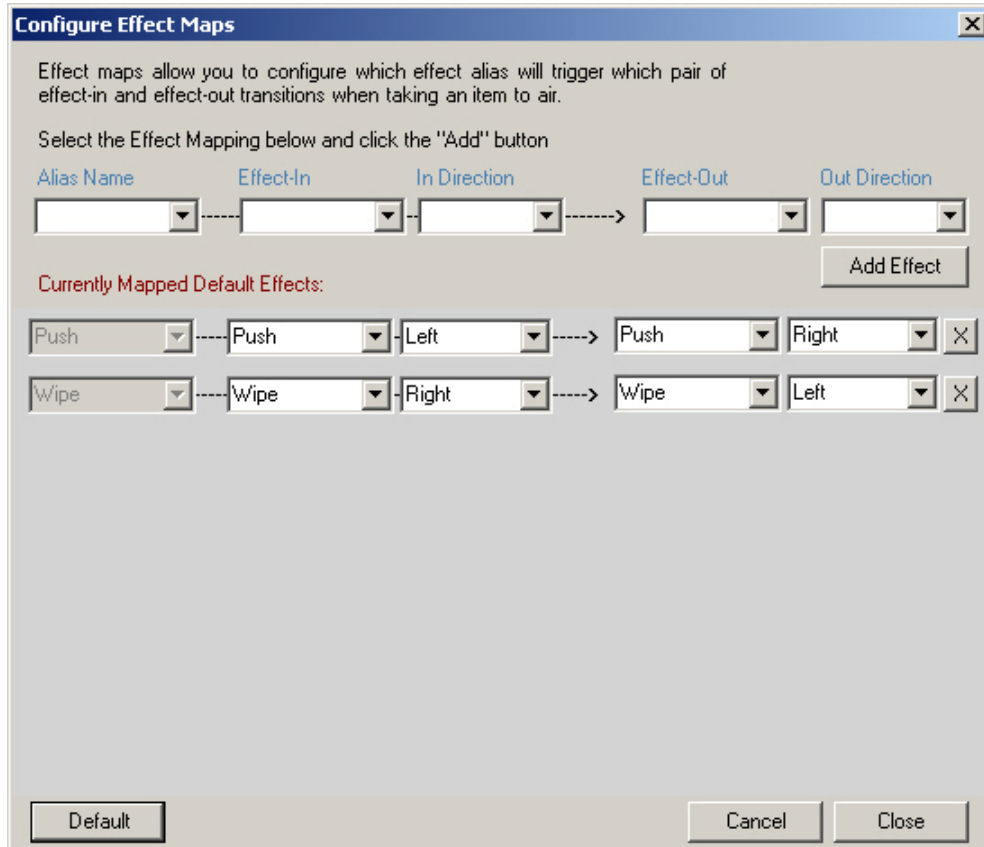 Configure Effect Maps
Effect maps allow you to configure which effect alias will trigger which pair of
effect-in and effect-out transitions when taking an item to air.
Select the Effect Mapping below and click the "Add" button
Alias Name Effect-In In Direction Effect-Out Out Direction
Add Effect
Currently Mapped Default Effects:
Push Push Left Push Right X
Wipe Wipe Right Wipe Left X
Default Cancel Close